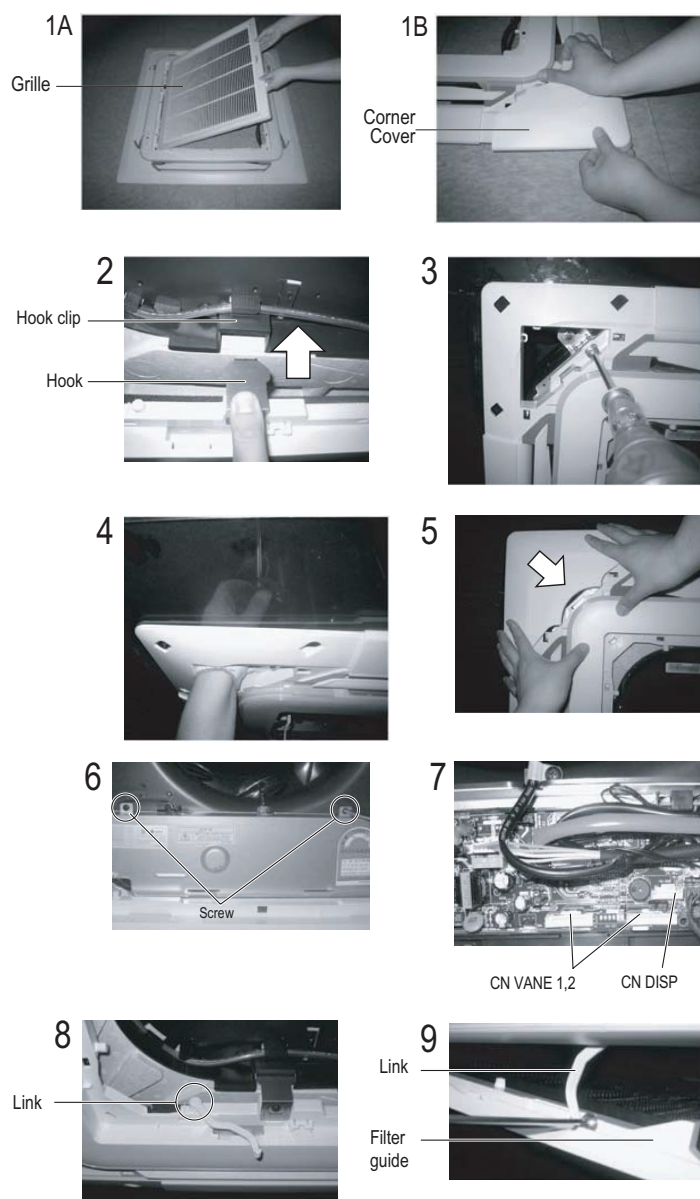 1A
1B
Grille
Corner
Cover
2
3
Hook clip
Hook
4
5
6
7
Screw
CN VANE 1,2
CN DISP
8
9
Link
Link
Filter
guide